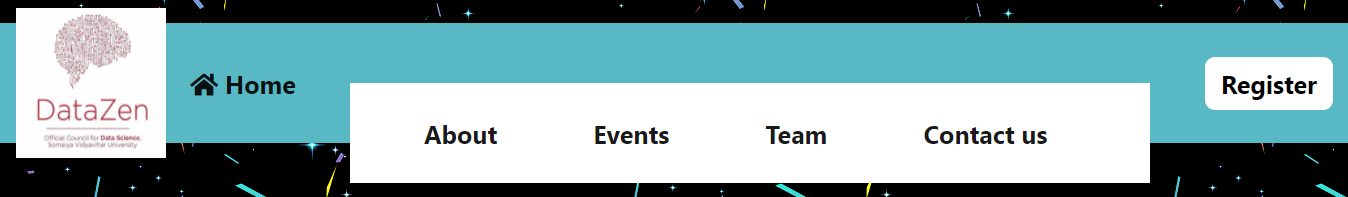 DataZen
Official Council for Data Science,
Somaiya Vidyavihar University
Home
Register
About
Events
Team
Contact us